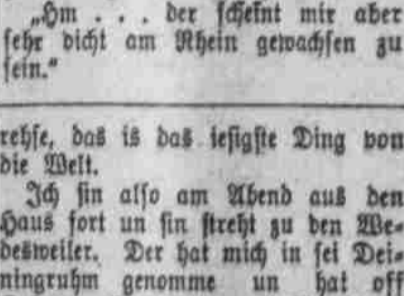 „Hm . . . der scheint mir aber
sehr dicht am Rhein gewachsen zu
sein.“
rehse, das is das iesigste Ding von
die Welt.
Ich sin also am Abend aus den
Haus fort un sin streht zu den We-
desweiler. Der hat mich in sei Dei-
ningruhm genomme un hat off